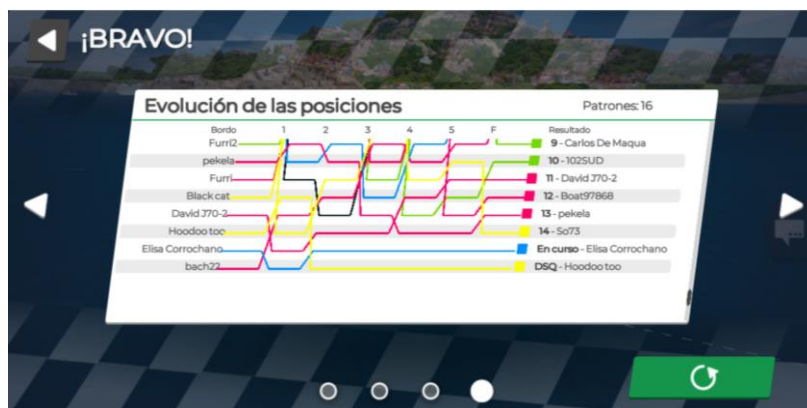 ¡BRAVO!
Evolución de las posiciones
Patrones: 16
Bordo 1 2 3 4 5 F Resultado
Furri2 9 - Carlos De Maqua
pekela 10 - 102SUD
Furri 11 - David J70-2
Black cat 12 - Boat97868
David J70-2 13 - pekela
Hoodoo too 14 - So73
Elisa Corrochano En curso - Elisa Corrochano
bach22 DSQ - Hoodoo too